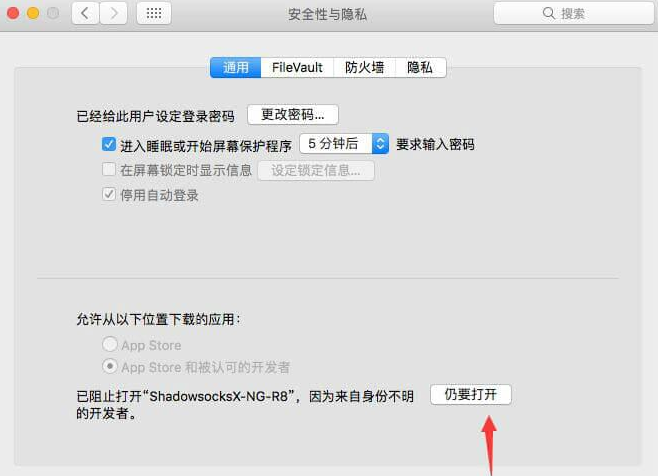 安全性与隐私
搜索
通用 FileVault 防火墙 隐私
已经给此用户设定登录密码 更改密码...
进入睡眠或开始屏幕保护程序 5 分钟后 要求输入密码
在屏幕锁定时显示信息 设定锁定信息...
停用自动登录
允许从以下位置下载的应用：
App Store
App Store 和被认可的开发者
已阻止打开“ShadowsocksX-NG-R8”，因为来自身份不明 仍要打开
的开发者。